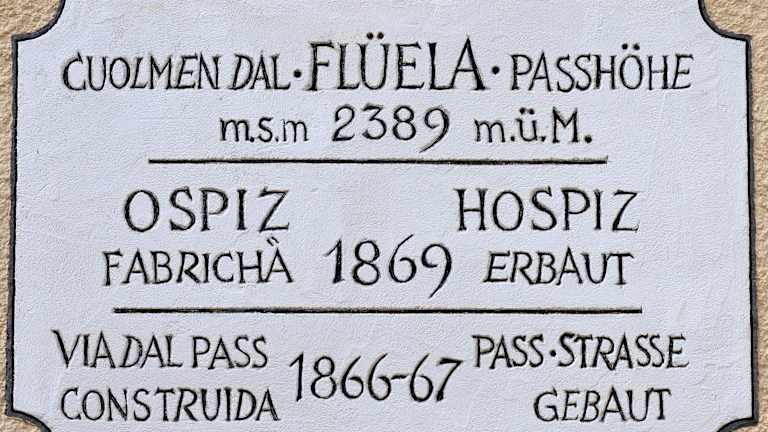 CUOLMEN DAL · FLÜELA · PASSHÖHE
m.s.m 2389 m.ü.M.
OSPIZ HOSPIZ
FABRICHÀ 1869 ERBAUT
VIA DAL PASS 1866-67 PASS·STRASSE
CONSTRUIDA GEBAUT